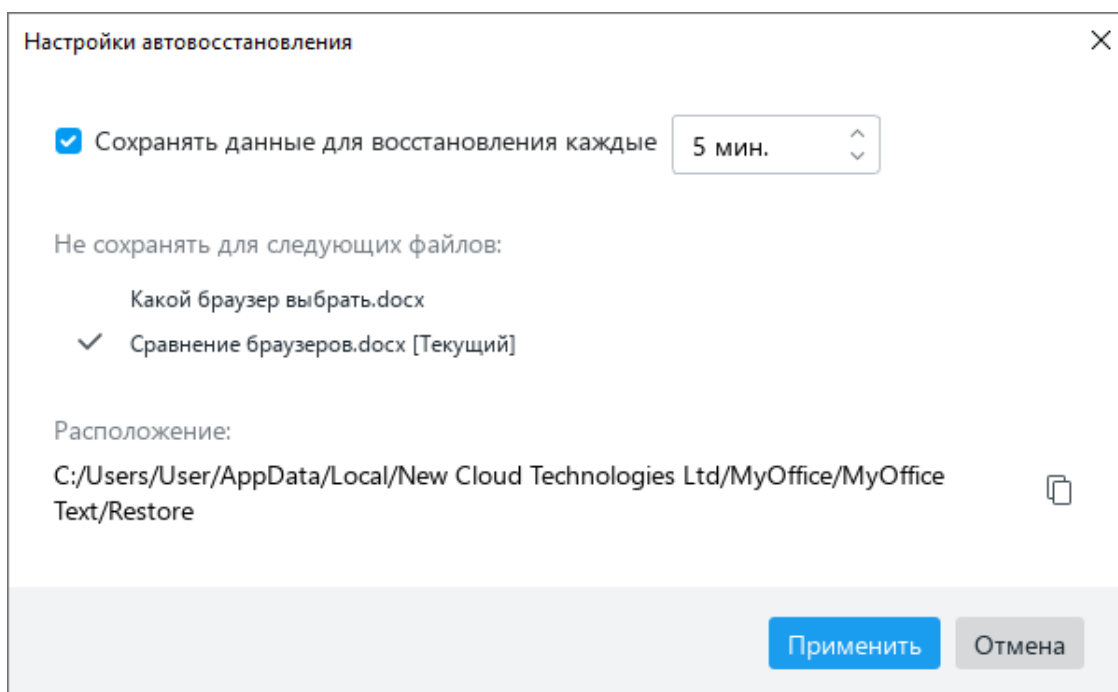 Настройки автовосстановления
Сохранять данные для восстановления каждые 5 мин.
Не сохранять для следующих файлов:
Какой браузер выбрать.docx
Сравнение браузеров.docx [Текущий]
Расположение:
C:/Users/User/AppData/Local/New Cloud Technologies Ltd/MyOffice/MyOffice
Text/Restore
Применить Отмена